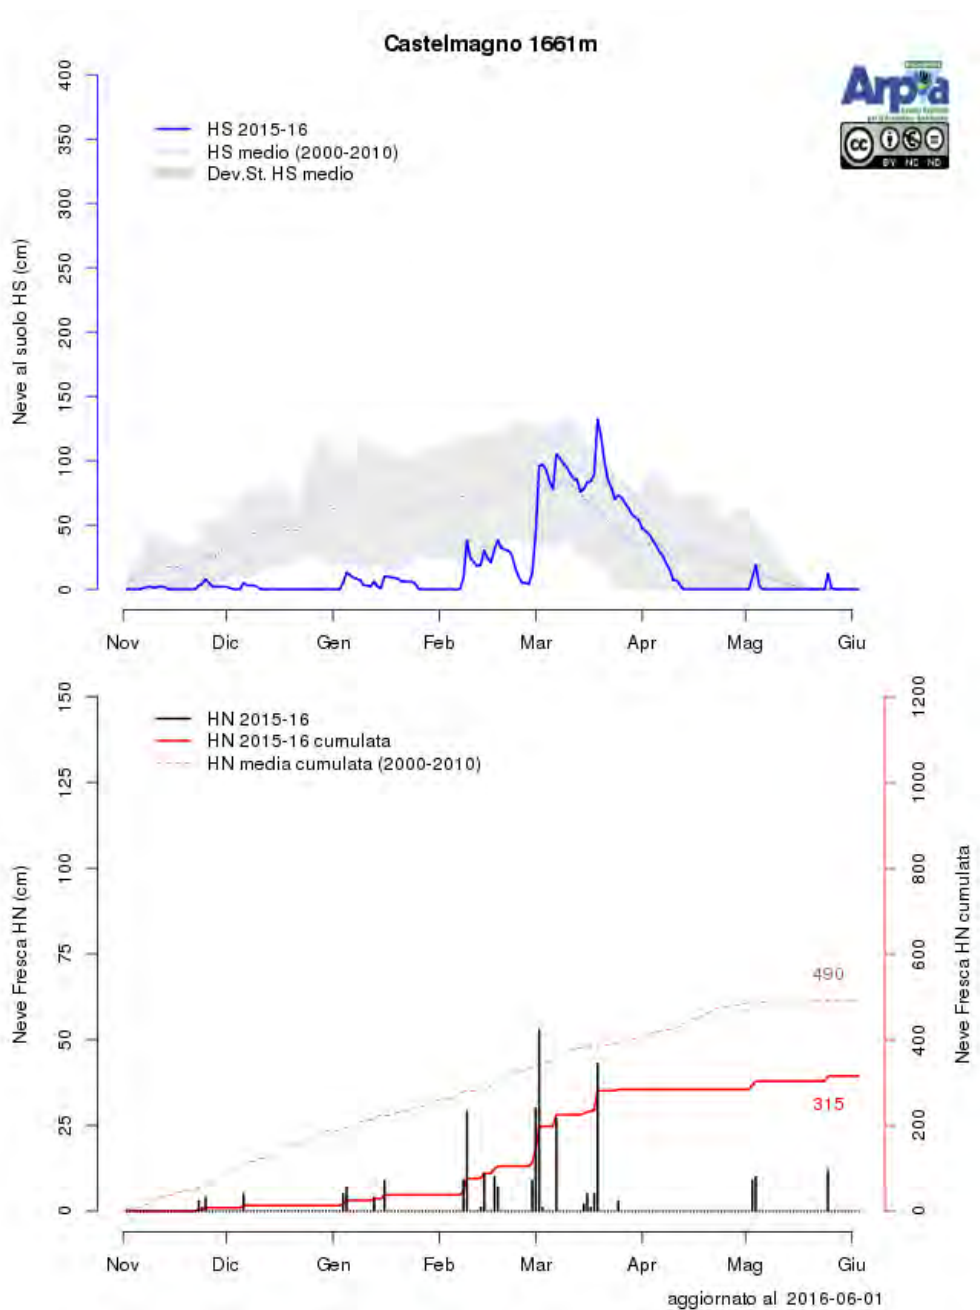 Castelmagno 1661m
Arpa
cc
BY NC ND
HS 2015-16
HS medio (2000-2010)
Dev.St. HS medio
Neve al suolo HS (cm)
400
350
300
250
200
150
100
50
0
Nov Dic Gen Feb Mar Apr Mag Giu
HN 2015-16
HN 2015-16 cumulata
HN media cumulata (2000-2010)
Neve Fresca HN (cm)
150
125
100
75
50
25
0
1200
1000
800
600
400
200
0
Neve Fresca HN cumulata
490
315
Nov Dic Gen Feb Mar Apr Mag Giu
aggiornato al 2016-06-01